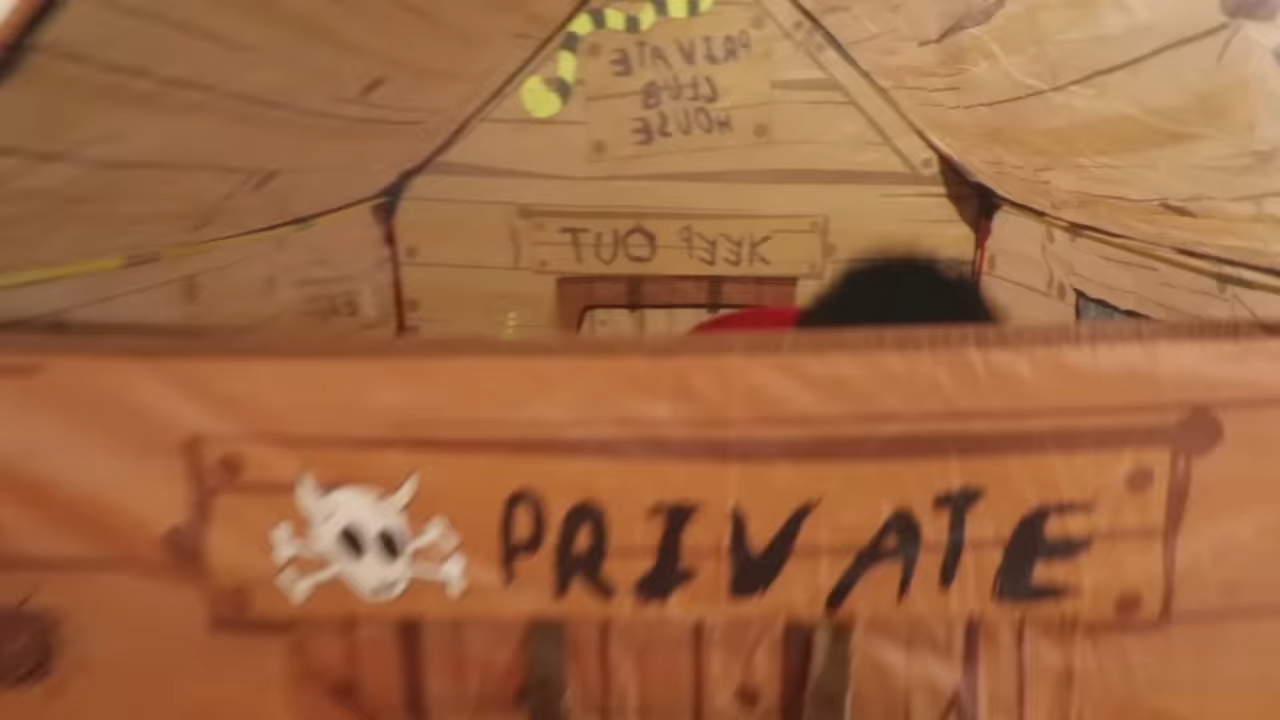 PRIVATE
CLUB
HOUSE
KEEP OUT
PRIVATE